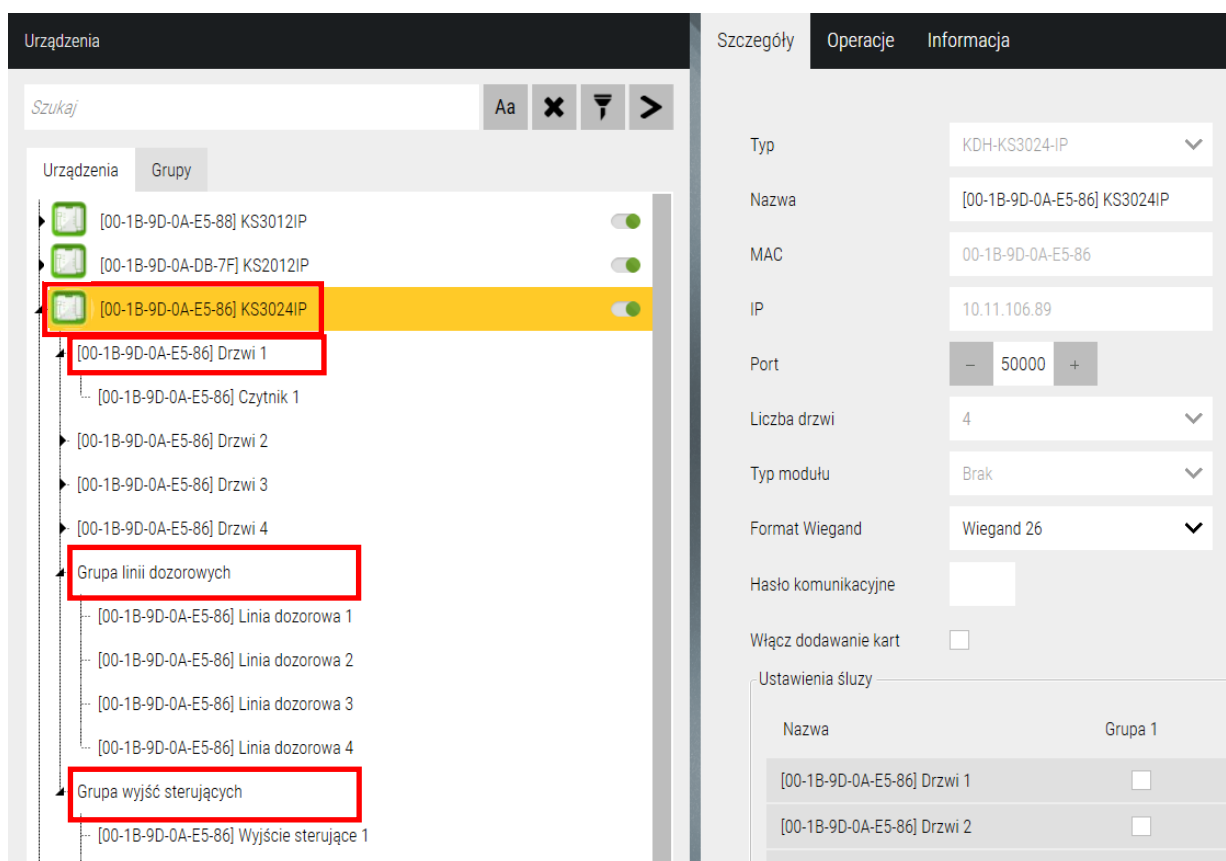 Urządzenia
Szukaj
Aa
Urządzenia Grupy
[00-1B-9D-0A-E5-88] KS3012IP
[00-1B-9D-0A-DB-7F] KS2012IP
[00-1B-9D-0A-E5-86] KS3024IP
[00-1B-9D-0A-E5-86] Drzwi 1
[00-1B-9D-0A-E5-86] Czytnik 1
[00-1B-9D-0A-E5-86] Drzwi 2
[00-1B-9D-0A-E5-86] Drzwi 3
[00-1B-9D-0A-E5-86] Drzwi 4
Grupa linii dozorowych
[00-1B-9D-0A-E5-86] Linia dozorowa 1
[00-1B-9D-0A-E5-86] Linia dozorowa 2
[00-1B-9D-0A-E5-86] Linia dozorowa 3
[00-1B-9D-0A-E5-86] Linia dozorowa 4
Grupa wyjść sterujących
[00-1B-9D-0A-E5-86] Wyjście sterujące 1
Szczegóły Operacje Informacja
Typ KDH-KS3024-IP
Nazwa [00-1B-9D-0A-E5-86] KS3024IP
MAC 00-1B-9D-0A-E5-86
IP 10.11.106.89
Port − 50000 +
Liczba drzwi 4
Typ modułu Brak
Format Wiegand Wiegand 26
Hasło komunikacyjne
Włącz dodawanie kart
Ustawienia śluzy
Nazwa Grupa 1
[00-1B-9D-0A-E5-86] Drzwi 1
[00-1B-9D-0A-E5-86] Drzwi 2